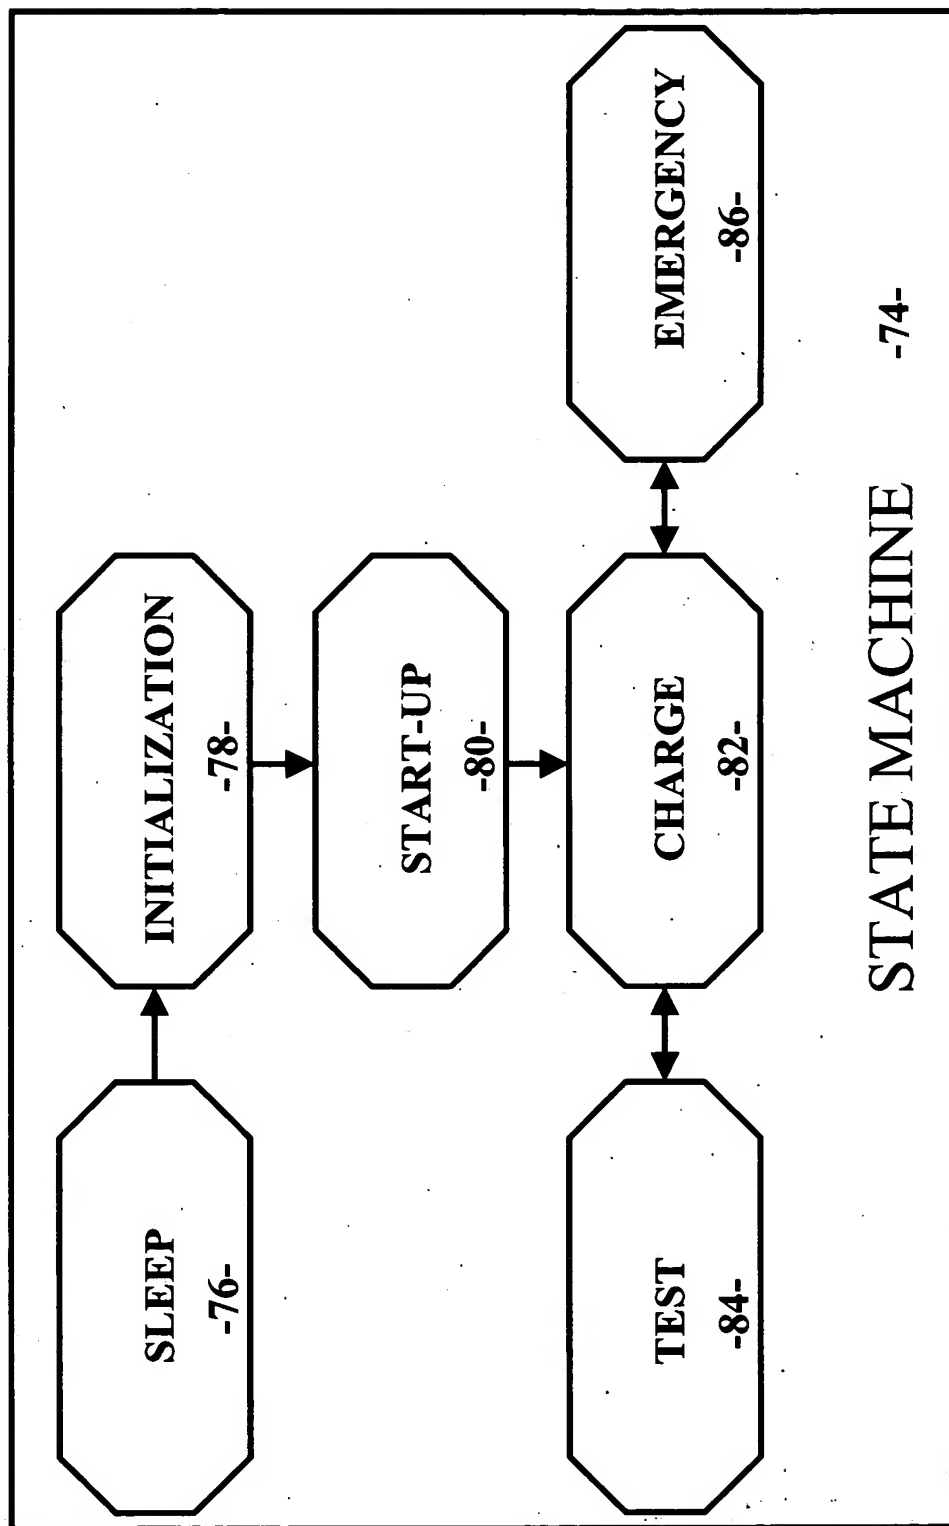 SLEEP
-76-
INITIALIZATION
-78-
START-UP
-80-
TEST
-84-
CHARGE
-82-
EMERGENCY
-86-
STATE MACHINE
-74-